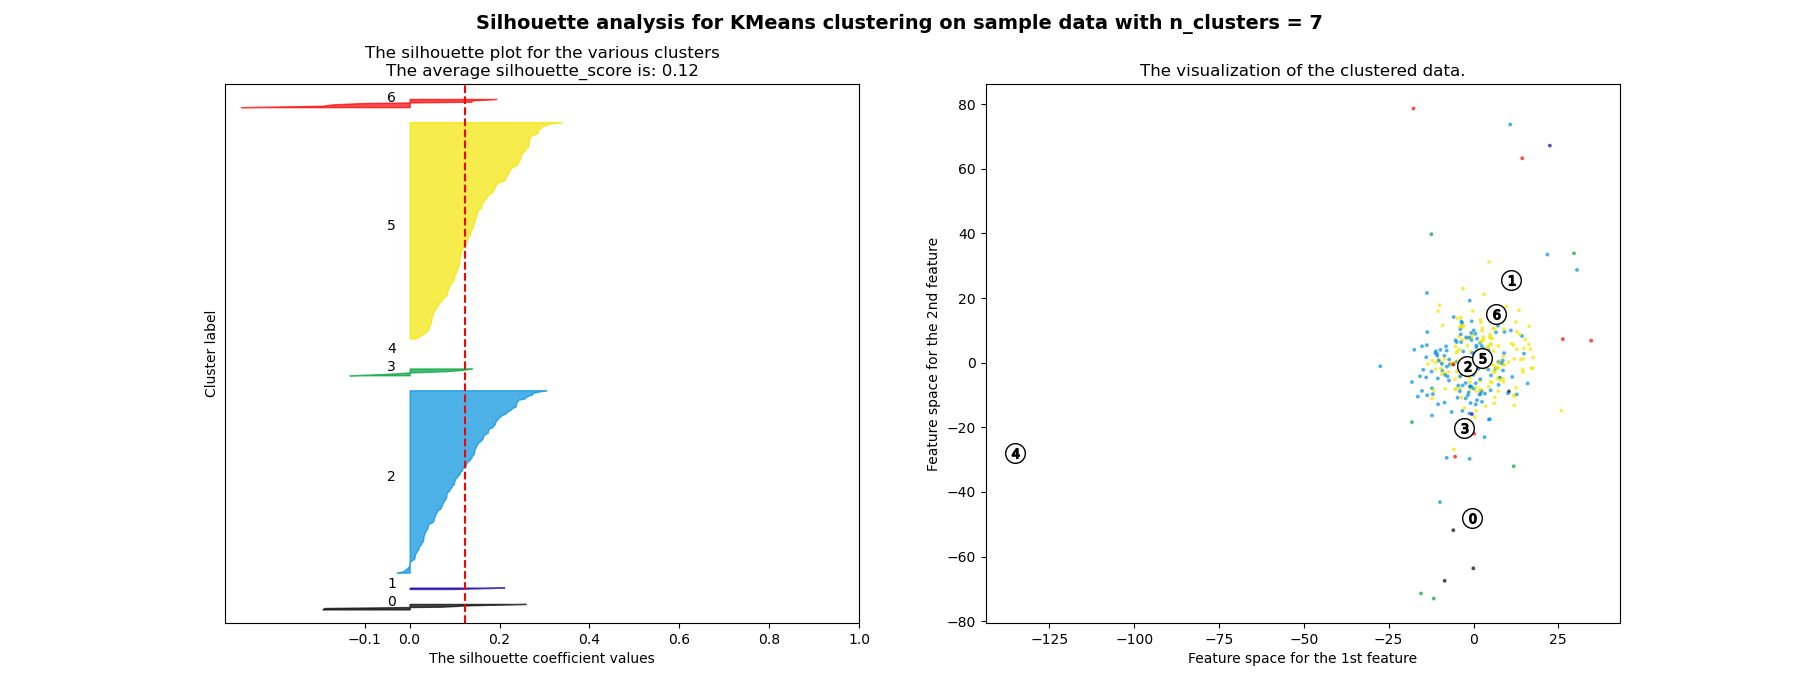 Silhouette analysis for KMeans clustering on sample data with n_clusters = 7
The silhouette plot for the various clusters
The average silhouette_score is: 0.12
6
5
4
3
2
1
0
Cluster label
−0.1 0.0 0.2 0.4 0.6 0.8 1.0
The silhouette coefficient values
The visualization of the clustered data.
80
60
40
20
0
−20
−40
−60
−80
Feature space for the 2nd feature
1
6
5
2
3
4
0
−125 −100 −75 −50 −25 0 25
Feature space for the 1st feature